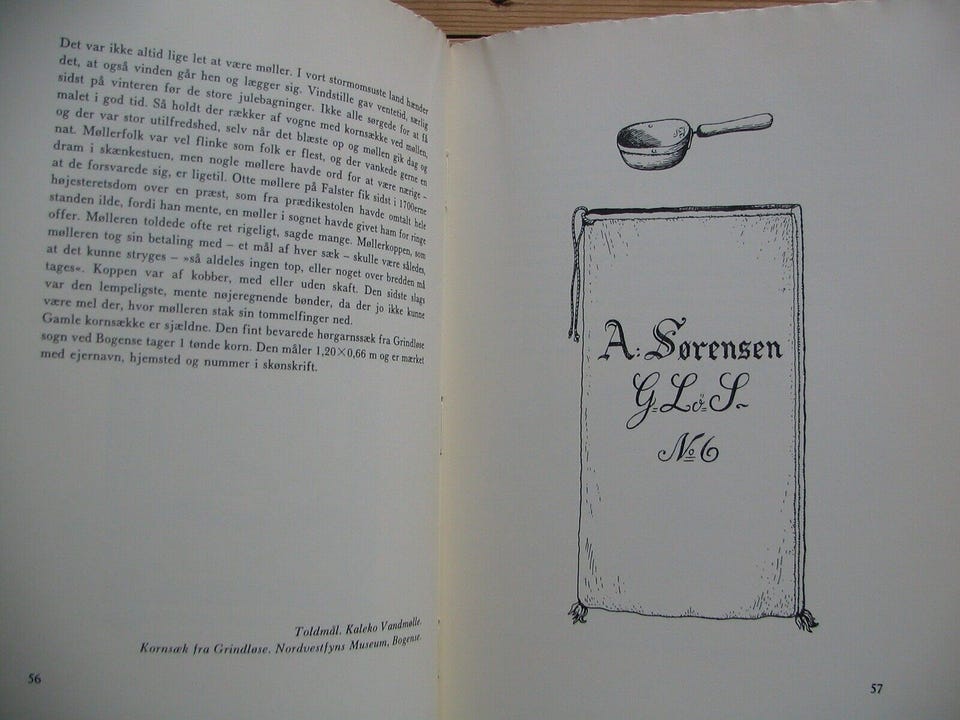 Det var ikke altid lige let at være møller. I vort stormomsuste land hænder
det, at også vinden går hen og lægger sig. Vindstille gav ventetid, særlig
sidst på vinteren før de store julebagninger. Ikke alle sørgede for at få
malet i god tid. Så holdt der rækker af vogne med kornsække ved møllen,
og der var stor utilfredshed, selv når det blæste op og møllen gik dag og
nat. Møllerfolk var vel flinke som folk er flest, og der vankede gerne en
dram i skænkestuen, men nogle møllere havde ord for at være nærige –
at de forsvarede sig, er ligetil. Otte møllere på Falster fik sidst i 1700erne
højesteretsdom over en præst, som fra prædikestolen havde omtalt hele
standen ilde, fordi han mente, en møller i sognet havde givet ham for ringe
offer. Mølleren toldede ofte ret rigeligt, sagde mange. Møllerkoppen, som
mølleren tog sin betaling med – et mål af hver sæk – skulle være således,
at det kunne stryges – »så aldeles ingen top, eller noget over bredden må
tages«. Koppen var af kobber, med eller uden skaft. Den sidste slags
var den lempeligste, mente nøjeregnende bønder, da der jo ikke kunne
være mel der, hvor mølleren stak sin tommelfinger ned.
Gamle kornsække er sjældne. Den fint bevarede hørgarnssæk fra Grindløse
sogn ved Bogense tager 1 tønde korn. Den måler 1,20×0,66 m og er mærket
med ejernavn, hjemsted og nummer i skønskrift.
Toldmål. Kaleko Vandmølle.
Kornsæk fra Grindløse. Nordvestfyns Museum, Bogense.
56
A: Sørensen
G=Lö=S~
No 6
57